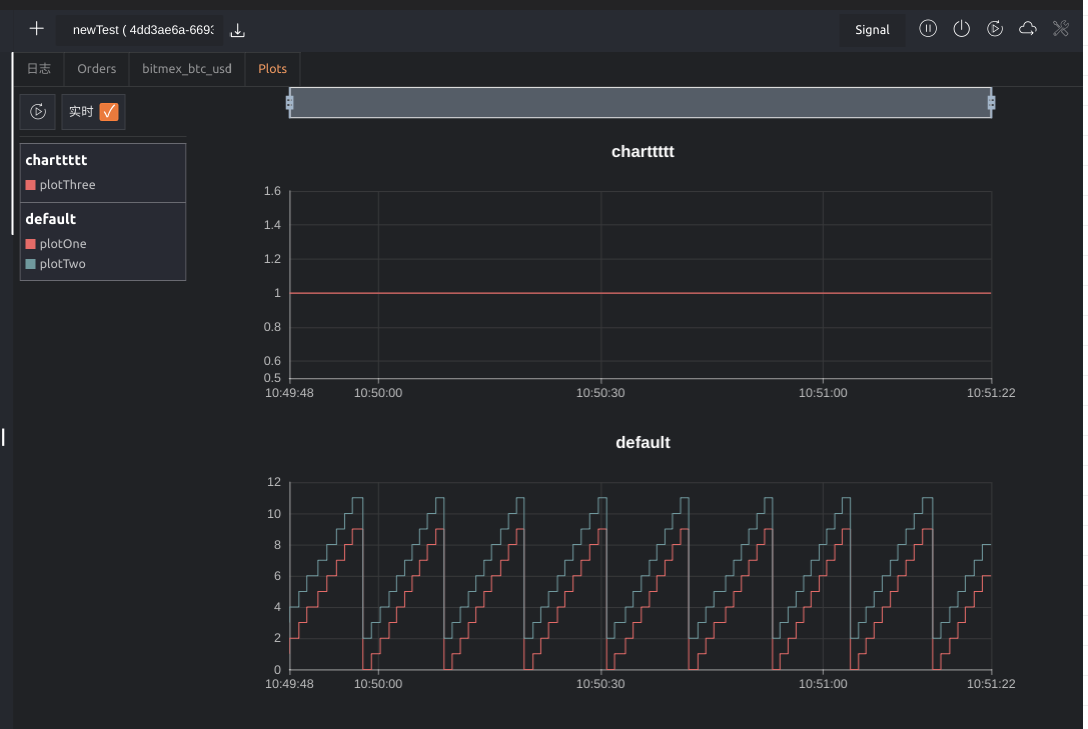 newTest ( 4dd3ae6a-6693
Signal
日志 Orders bitmex_btc_usd Plots
实时
charttttt
plotThree
default
plotOne
plotTwo
charttttt
1.6
1.4
1.2
1
0.8
0.6
0.5
10:49:48 10:50:00 10:50:30 10:51:00 10:51:22
default
12
10
8
6
4
2
0
10:49:48 10:50:00 10:50:30 10:51:00 10:51:22